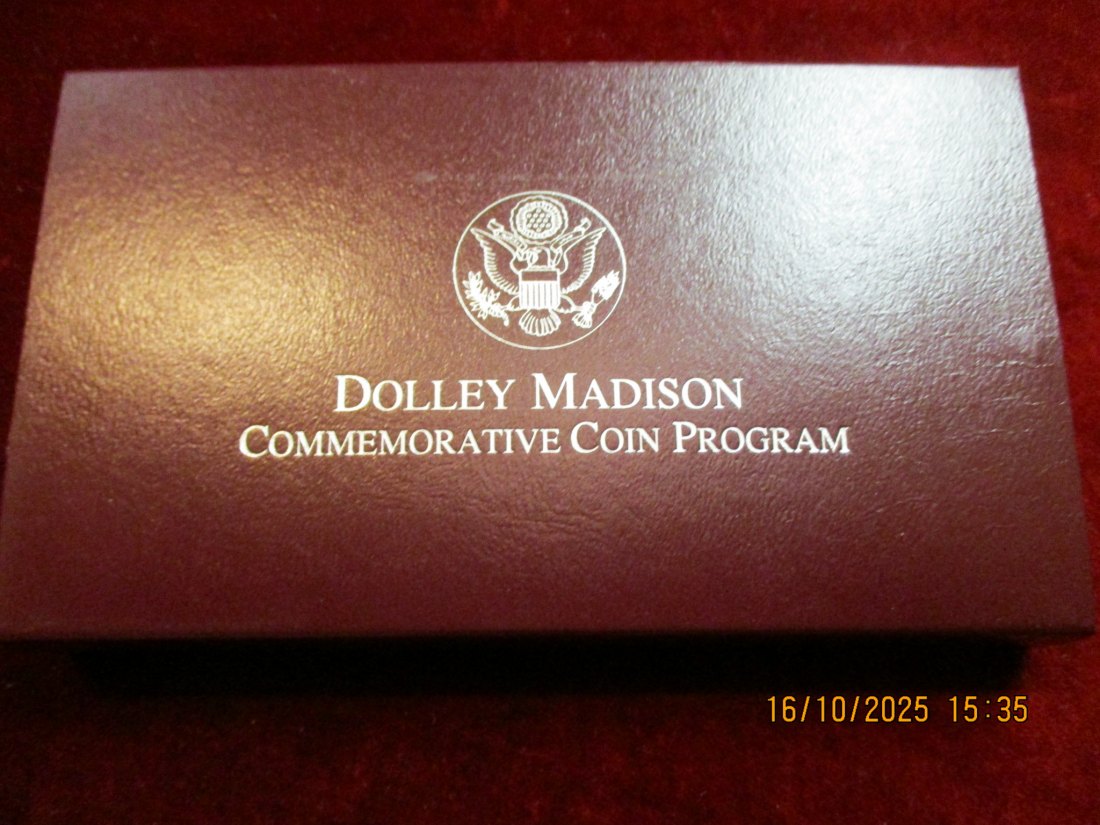 DOLLEY MADISON
COMMEMORATIVE COIN PROGRAM
16/10/2025 15:35